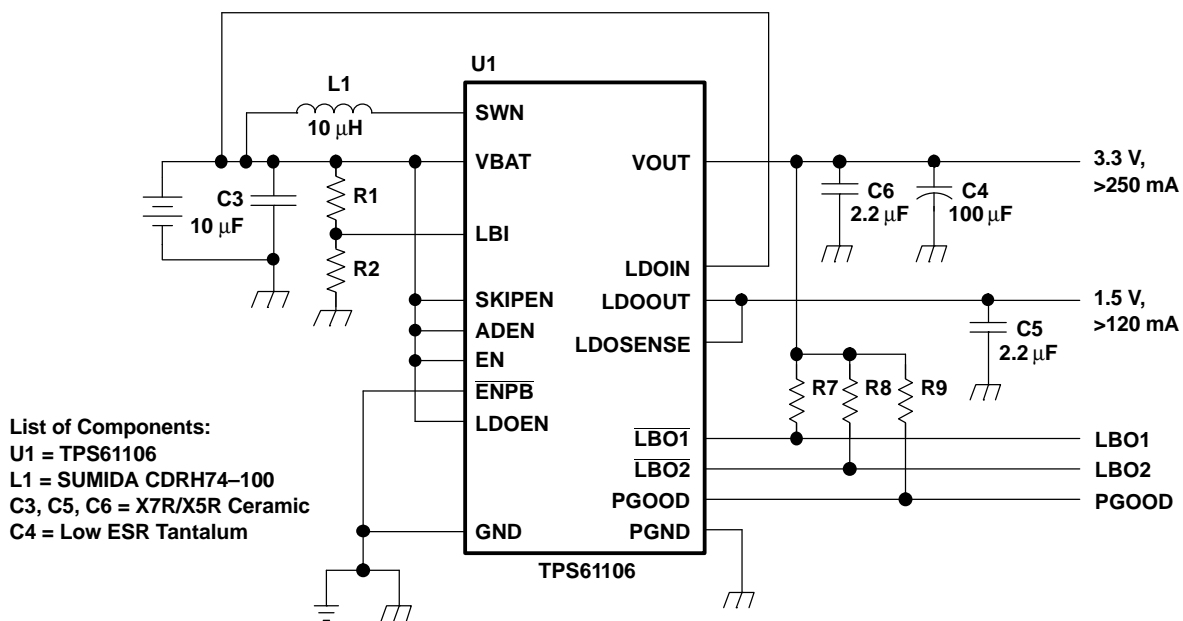 U1
L1
10 μH
SWN
VBAT
VOUT
3.3 V,
>250 mA
C3
10 μF
R1
C6
2.2 μF
C4
100 μF
LBI
R2
LDOIN
SKIPEN
LDOOUT
1.5 V,
>120 mA
ADEN
LDOSENSE
C5
2.2 μF
EN
ENPB
R7
R8
R9
LDOEN
List of Components:
U1 = TPS61106
L1 = SUMIDA CDRH74–100
C3, C5, C6 = X7R/X5R Ceramic
C4 = Low ESR Tantalum
LBO1
LBO1
LBO2
LBO2
PGOOD
PGOOD
GND
PGND
TPS61106